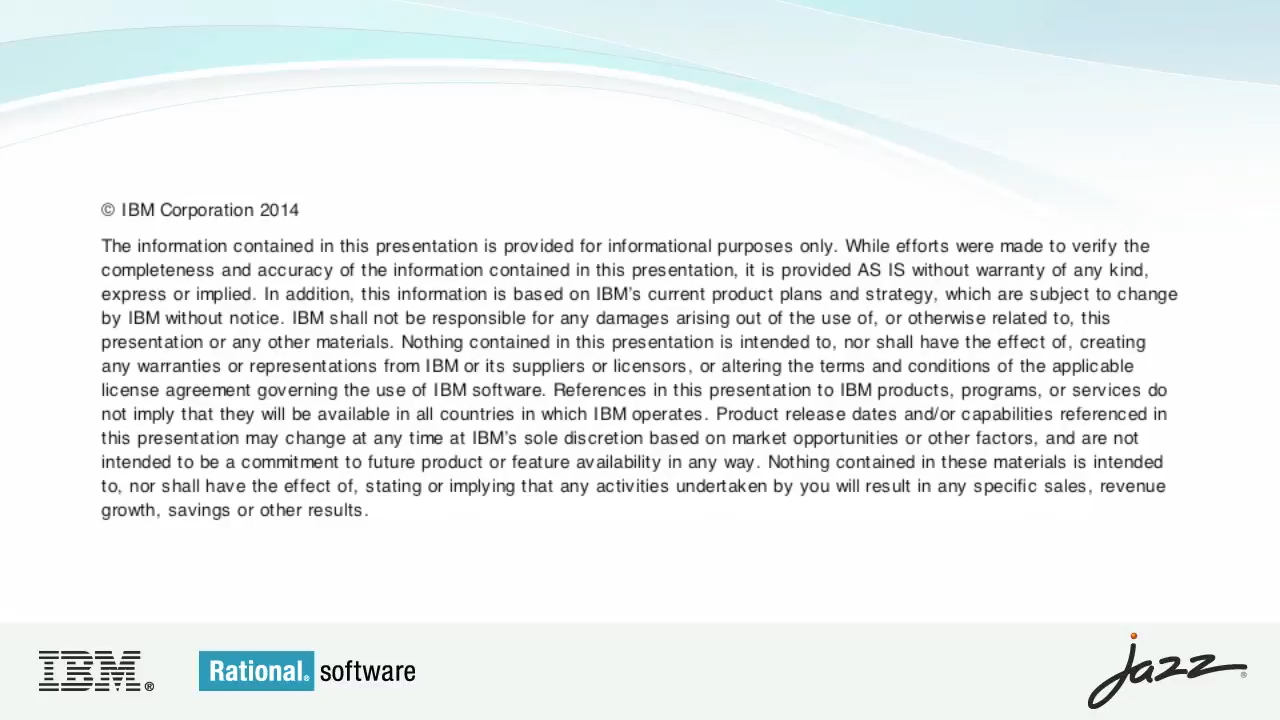 © IBM Corporation 2014
The information contained in this presentation is provided for informational purposes only. While efforts were made to verify the
completeness and accuracy of the information contained in this presentation, it is provided AS IS without warranty of any kind,
express or implied. In addition, this information is based on IBM’s current product plans and strategy, which are subject to change
by IBM without notice. IBM shall not be responsible for any damages arising out of the use of, or otherwise related to, this
presentation or any other materials. Nothing contained in this presentation is intended to, nor shall have the effect of, creating
any warranties or representations from IBM or its suppliers or licensors, or altering the terms and conditions of the applicable
license agreement governing the use of IBM software. References in this presentation to IBM products, programs, or services do
not imply that they will be available in all countries in which IBM operates. Product release dates and/or capabilities referenced in
this presentation may change at any time at IBM’s sole discretion based on market opportunities or other factors, and are not
intended to be a commitment to future product or feature availability in any way. Nothing contained in these materials is intended
to, nor shall have the effect of, stating or implying that any activities undertaken by you will result in any specific sales, revenue
growth, savings or other results.
IBM® Rational® software jazz®